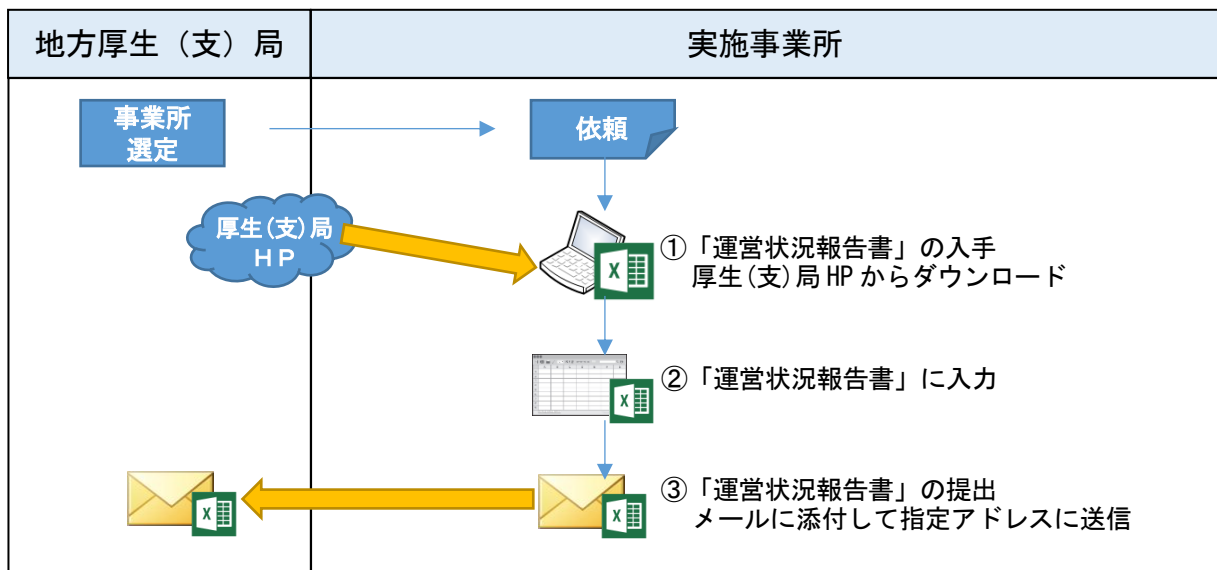 地方厚生（支）局
実施事業所
事業所
選定
依頼
厚生(支)局
ＨＰ
①「運営状況報告書」の入手
厚生(支)局 HP からダウンロード
②「運営状況報告書」に入力
③「運営状況報告書」の提出
メールに添付して指定アドレスに送信